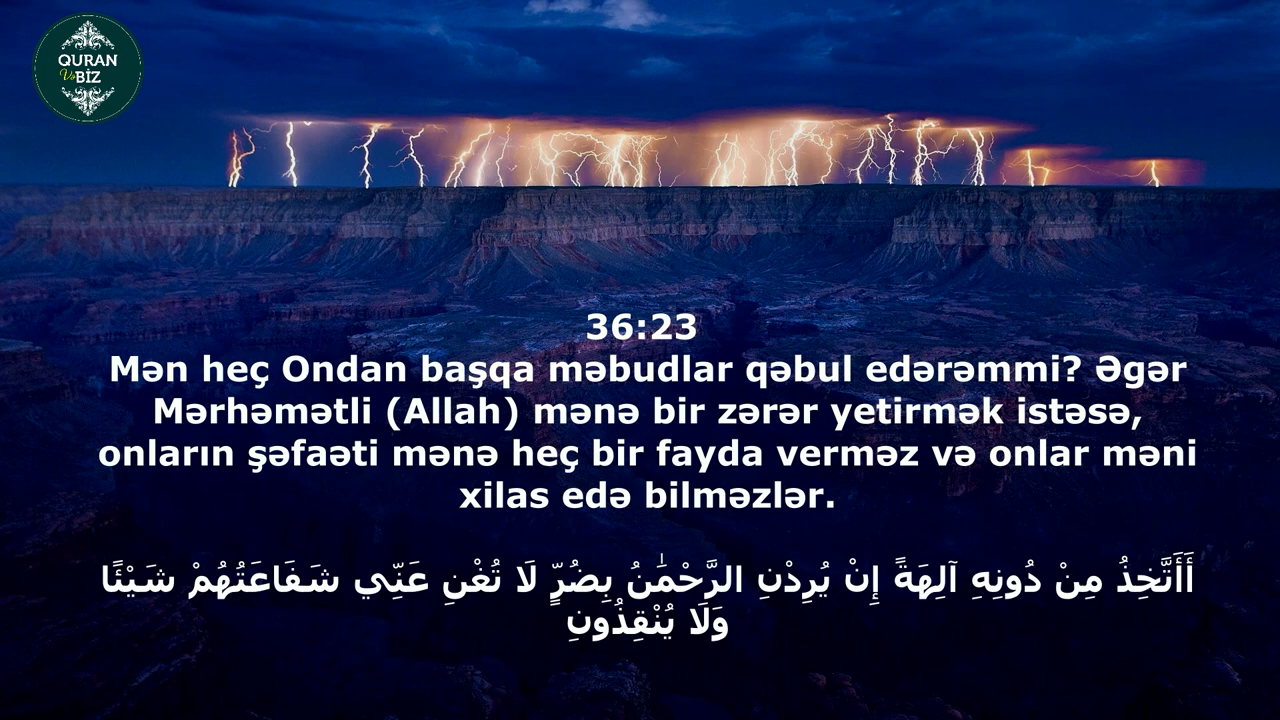 QURAN
Və BİZ
36:23
Mən heç Ondan başqa məbudlar qəbul edərəmmi? Əgər
Mərhəmətli (Allah) mənə bir zərər yetirmək istəsə,
onların şəfaəti mənə heç bir fayda verməz və onlar məni
xilas edə bilməzlər.
أَأَتَّخِذُ مِنْ دُونِهِ آلِهَةً إِنْ يُرِدْنِ الرَّحْمَٰنُ بِضُرٍّ لَا تُغْنِ عَنِّي شَفَاعَتُهُمْ شَيْئًا
وَلَا يُنْقِذُونِ